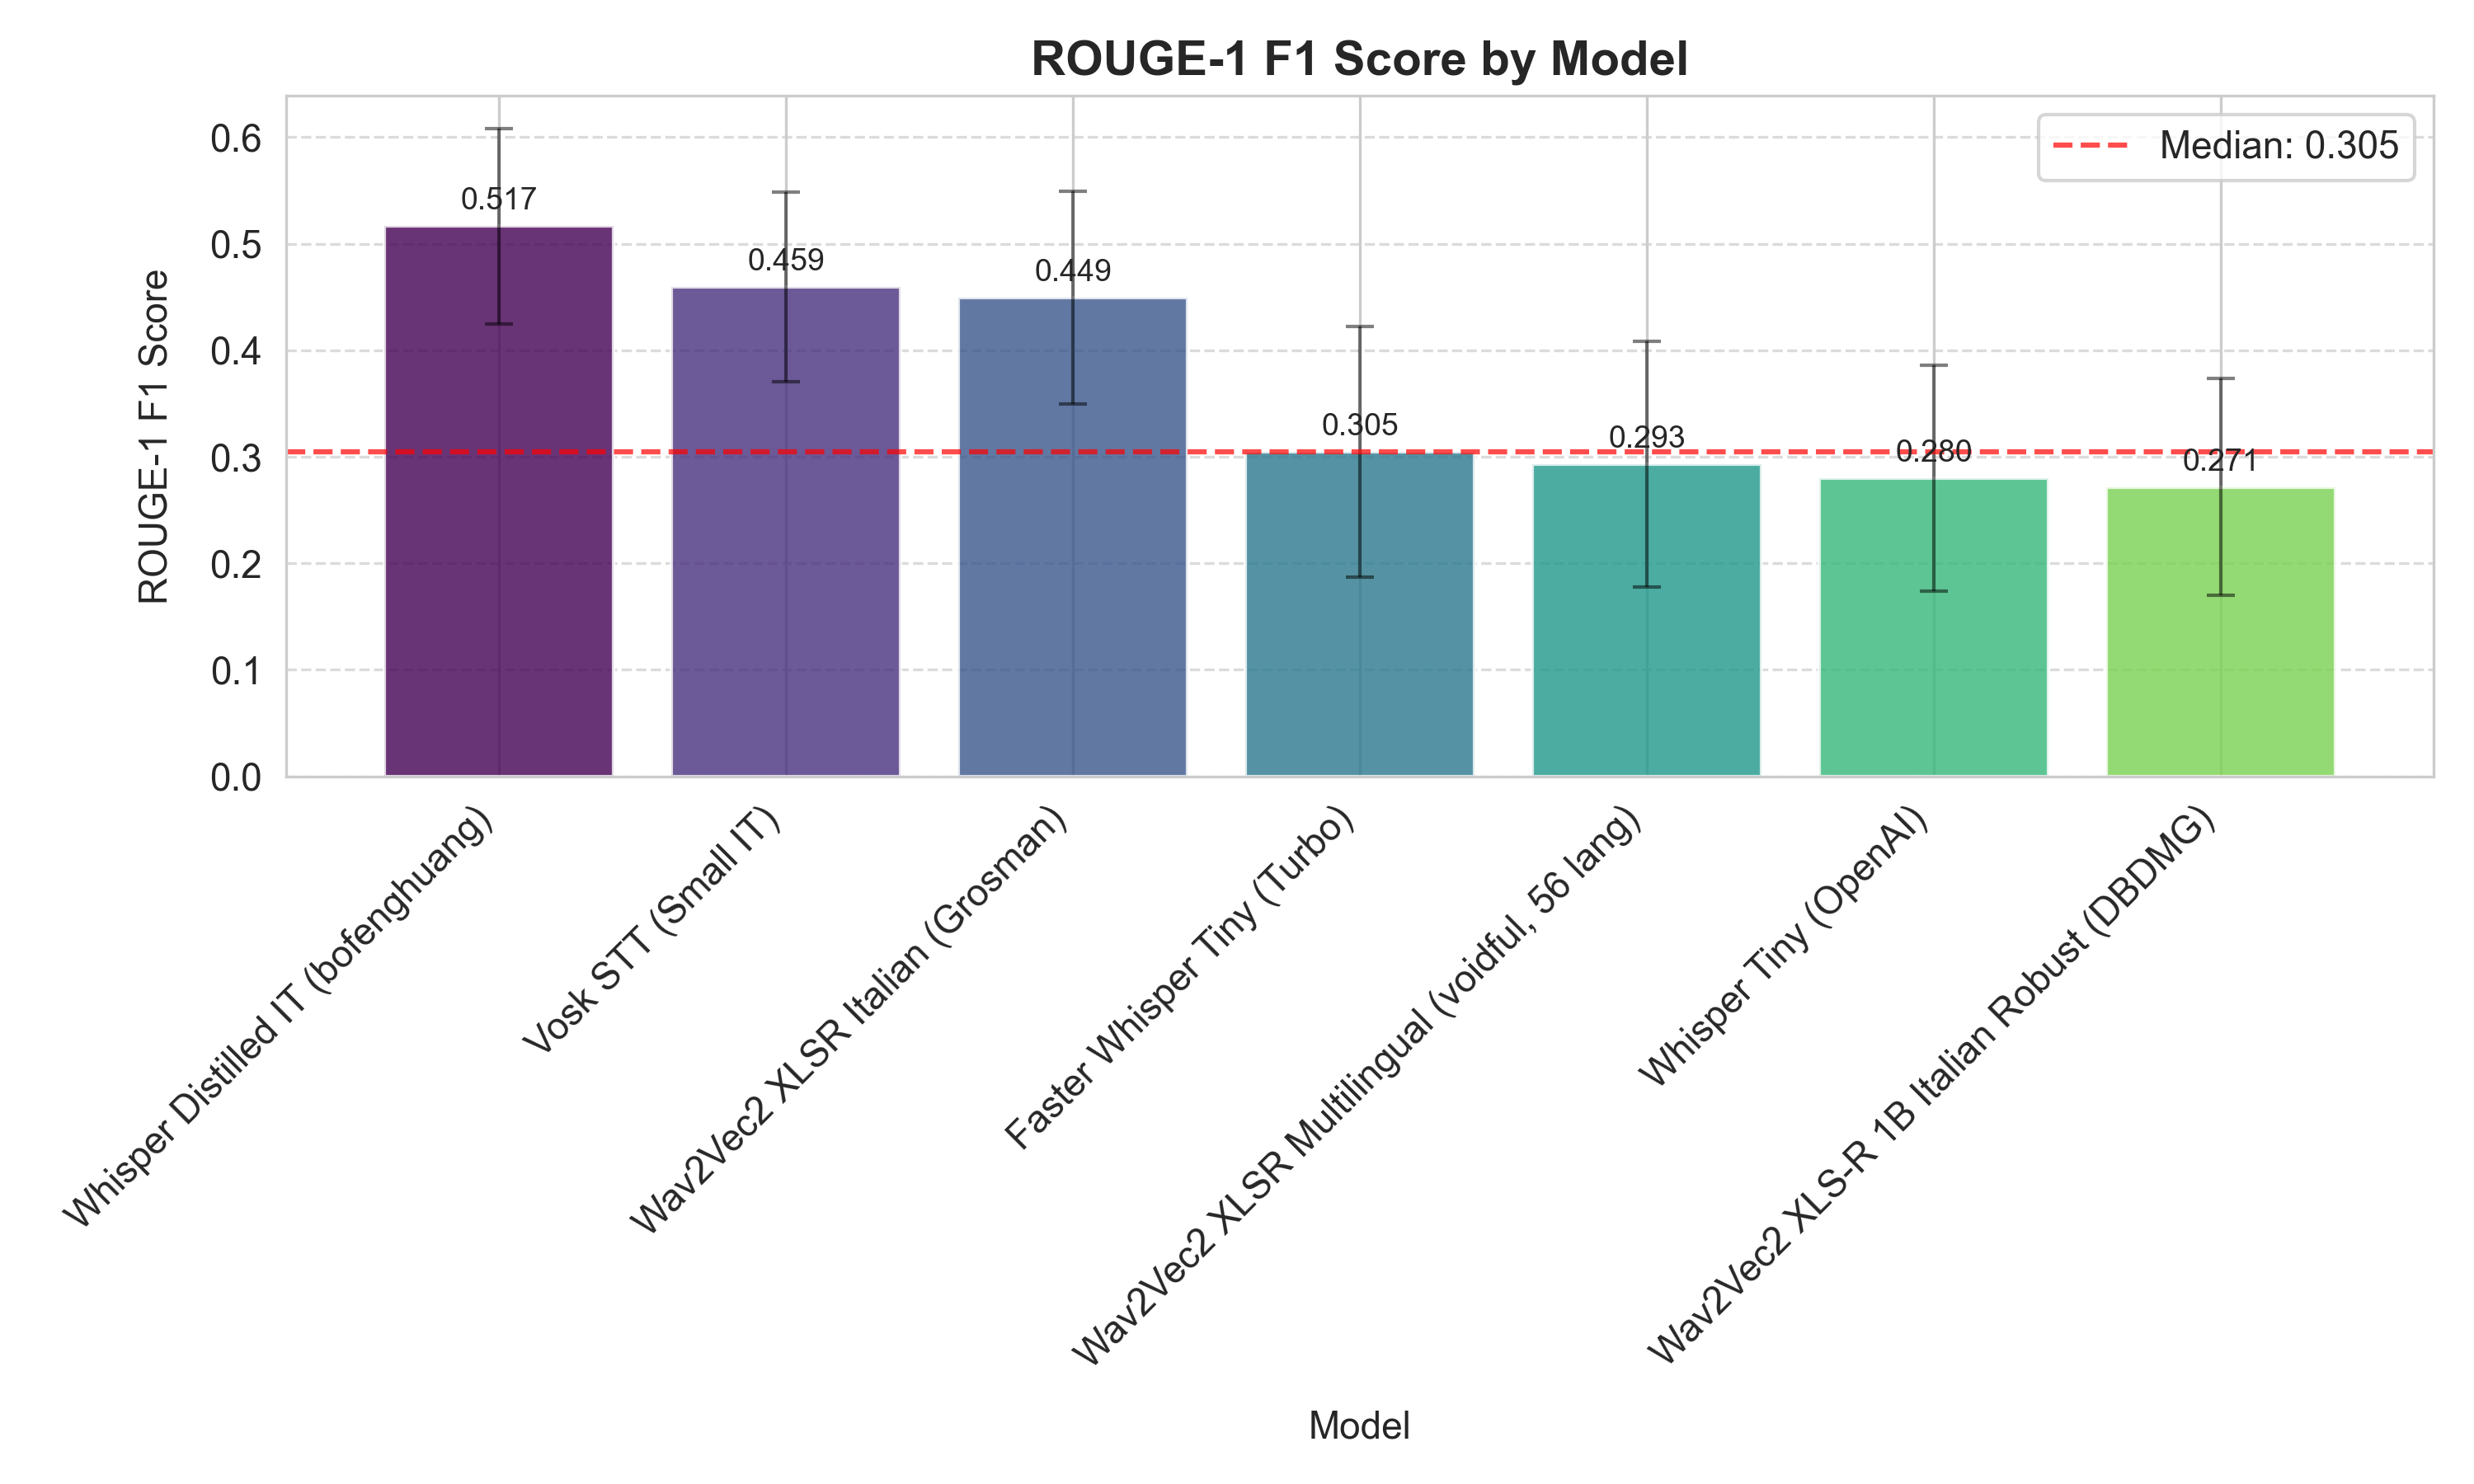 ROUGE-1 F1 Score by Model
Median: 0.305
ROUGE-1 F1 Score
0.6
0.5
0.4
0.3
0.2
0.1
0.0
0.517
0.459
0.449
0.305
0.293
0.280
0.271
Whisper Distilled IT (bofenghuang)
Vosk STT (Small IT)
Wav2Vec2 XLSR Italian (Grosman)
Faster Whisper Tiny (Turbo)
Wav2Vec2 XLSR Multilingual (voidful, 56 lang)
Whisper Tiny (OpenAI)
Wav2Vec2 XLS-R 1B Italian Robust (DBDMG)
Model